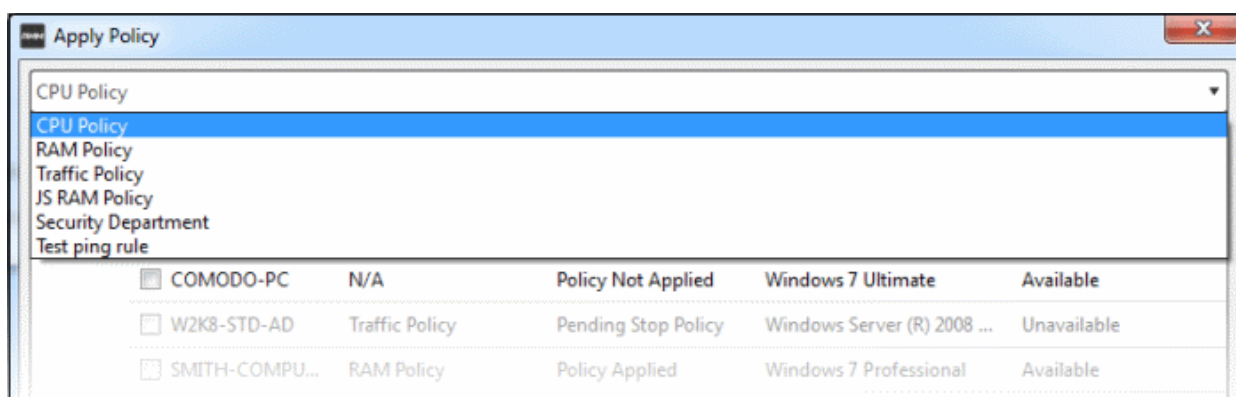 Apply Policy
CPU Policy
CPU Policy
RAM Policy
Traffic Policy
JS RAM Policy
Security Department
Test ping rule
COMODO-PC N/A Policy Not Applied Windows 7 Ultimate Available
W2K8-STD-AD Traffic Policy Pending Stop Policy Windows Server (R) 2008 ... Unavailable
SMITH-COMPU... RAM Policy Policy Applied Windows 7 Professional Available